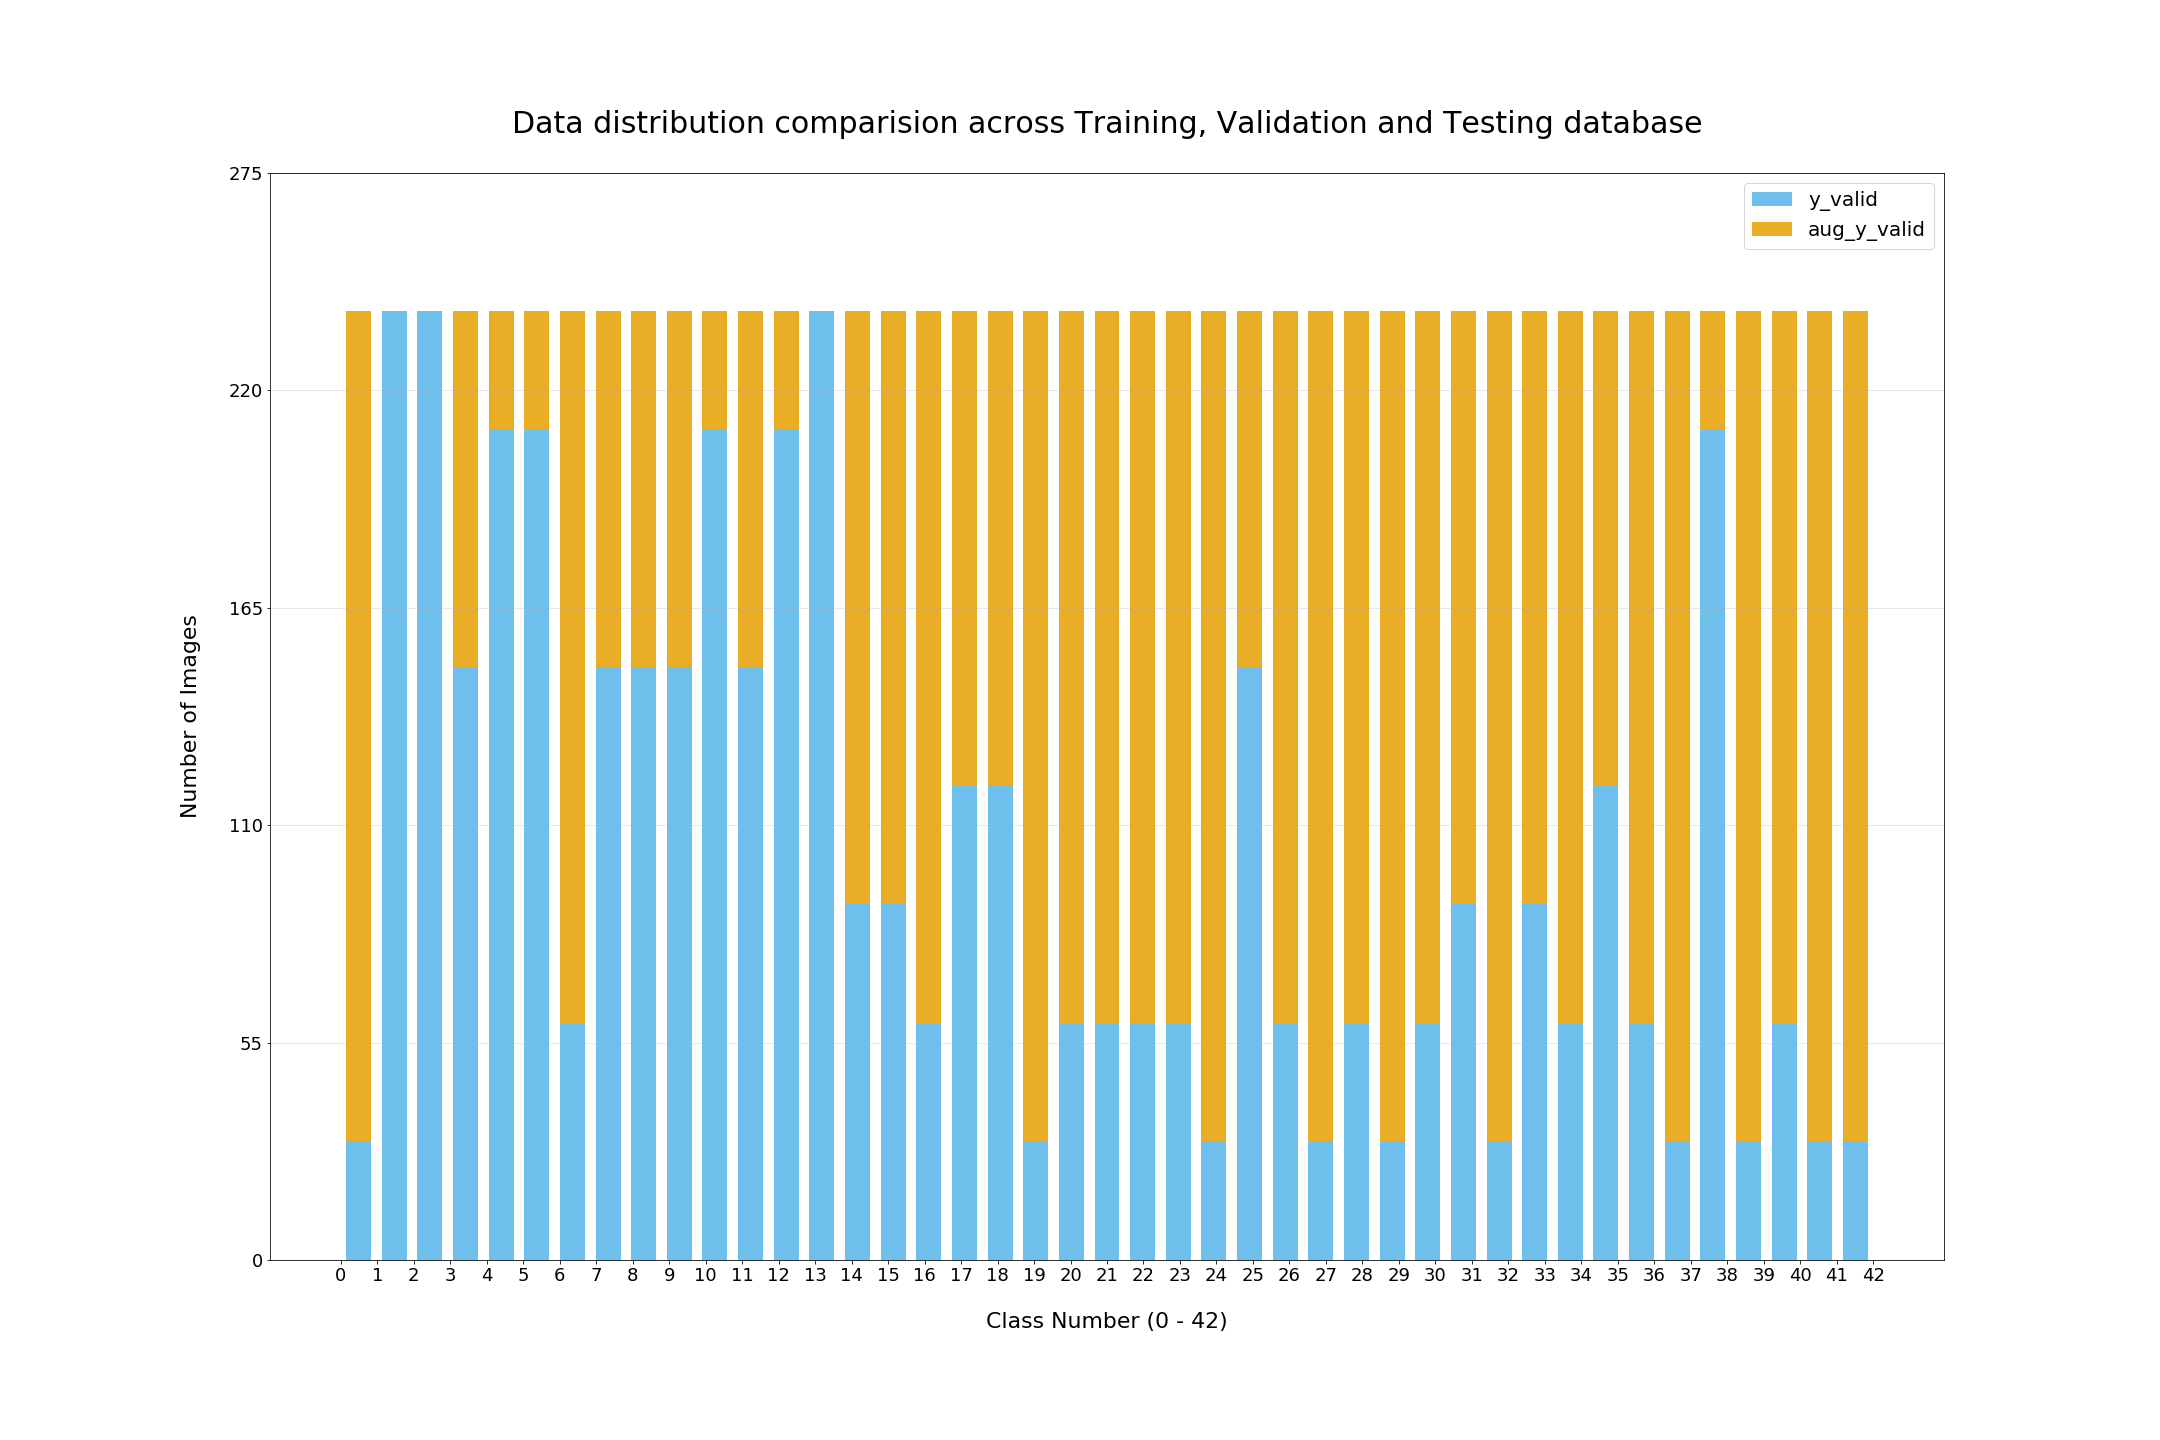 Data distribution comparision across Training, Validation and Testing database
275
y_valid
aug_y_valid
220
165
Number of Images
110
55
0
0 1 2 3 4 5 6 7 8 9 10 11 12 13 14 15 16 17 18 19 20 21 22 23 24 25 26 27 28 29 30 31 32 33 34 35 36 37 38 39 40 41 42
Class Number (0 - 42)